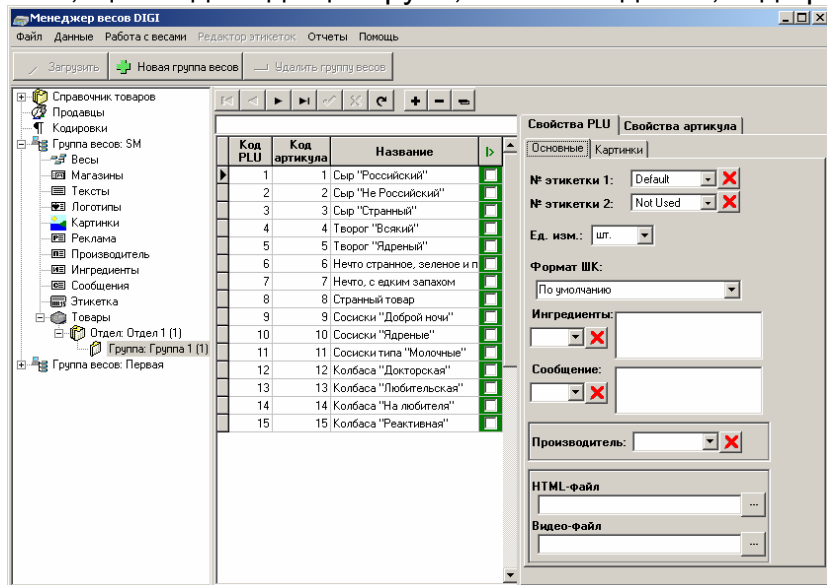 Менеджер весов DIGI
Файл Данные Работа с весами Редактор этикеток Отчеты Помощь
Загрузить Новая группа весов Удалить группу весов
Справочник товаров
Продавцы
Кодировки
Группа весов: SM
Весы
Магазины
Тексты
Логотипы
Картинки
Реклама
Производитель
Ингредиенты
Сообщения
Этикетка
Товары
Отдел: Отдел 1 (1)
Группа: Группа 1 (1)
Группа весов: Первая
Код PLU Код артикула Название
1 1 Сыр "Российский"
2 2 Сыр "Не Российский"
3 3 Сыр "Странный"
4 4 Творог "Всякий"
5 5 Творог "Ядреный"
6 6 Нечто странное, зеленое и п
7 7 Нечто, с едким запахом
8 8 Странный товар
9 9 Сосиски "Доброй ночи"
10 10 Сосиски "Ядреные"
11 11 Сосиски типа "Молочные"
12 12 Колбаса "Докторская"
13 13 Колбаса "Любительская"
14 14 Колбаса "На любителя"
15 15 Колбаса "Реактивная"
Свойства PLU Свойства артикула
Основные Картинки
№ этикетки 1: Default
№ этикетки 2: Not Used
Ед. изм.: шт.
Формат ШК:
По умолчанию
Ингредиенты:
Сообщение:
Производитель:
HTML-файл
...
Видео-файл
...